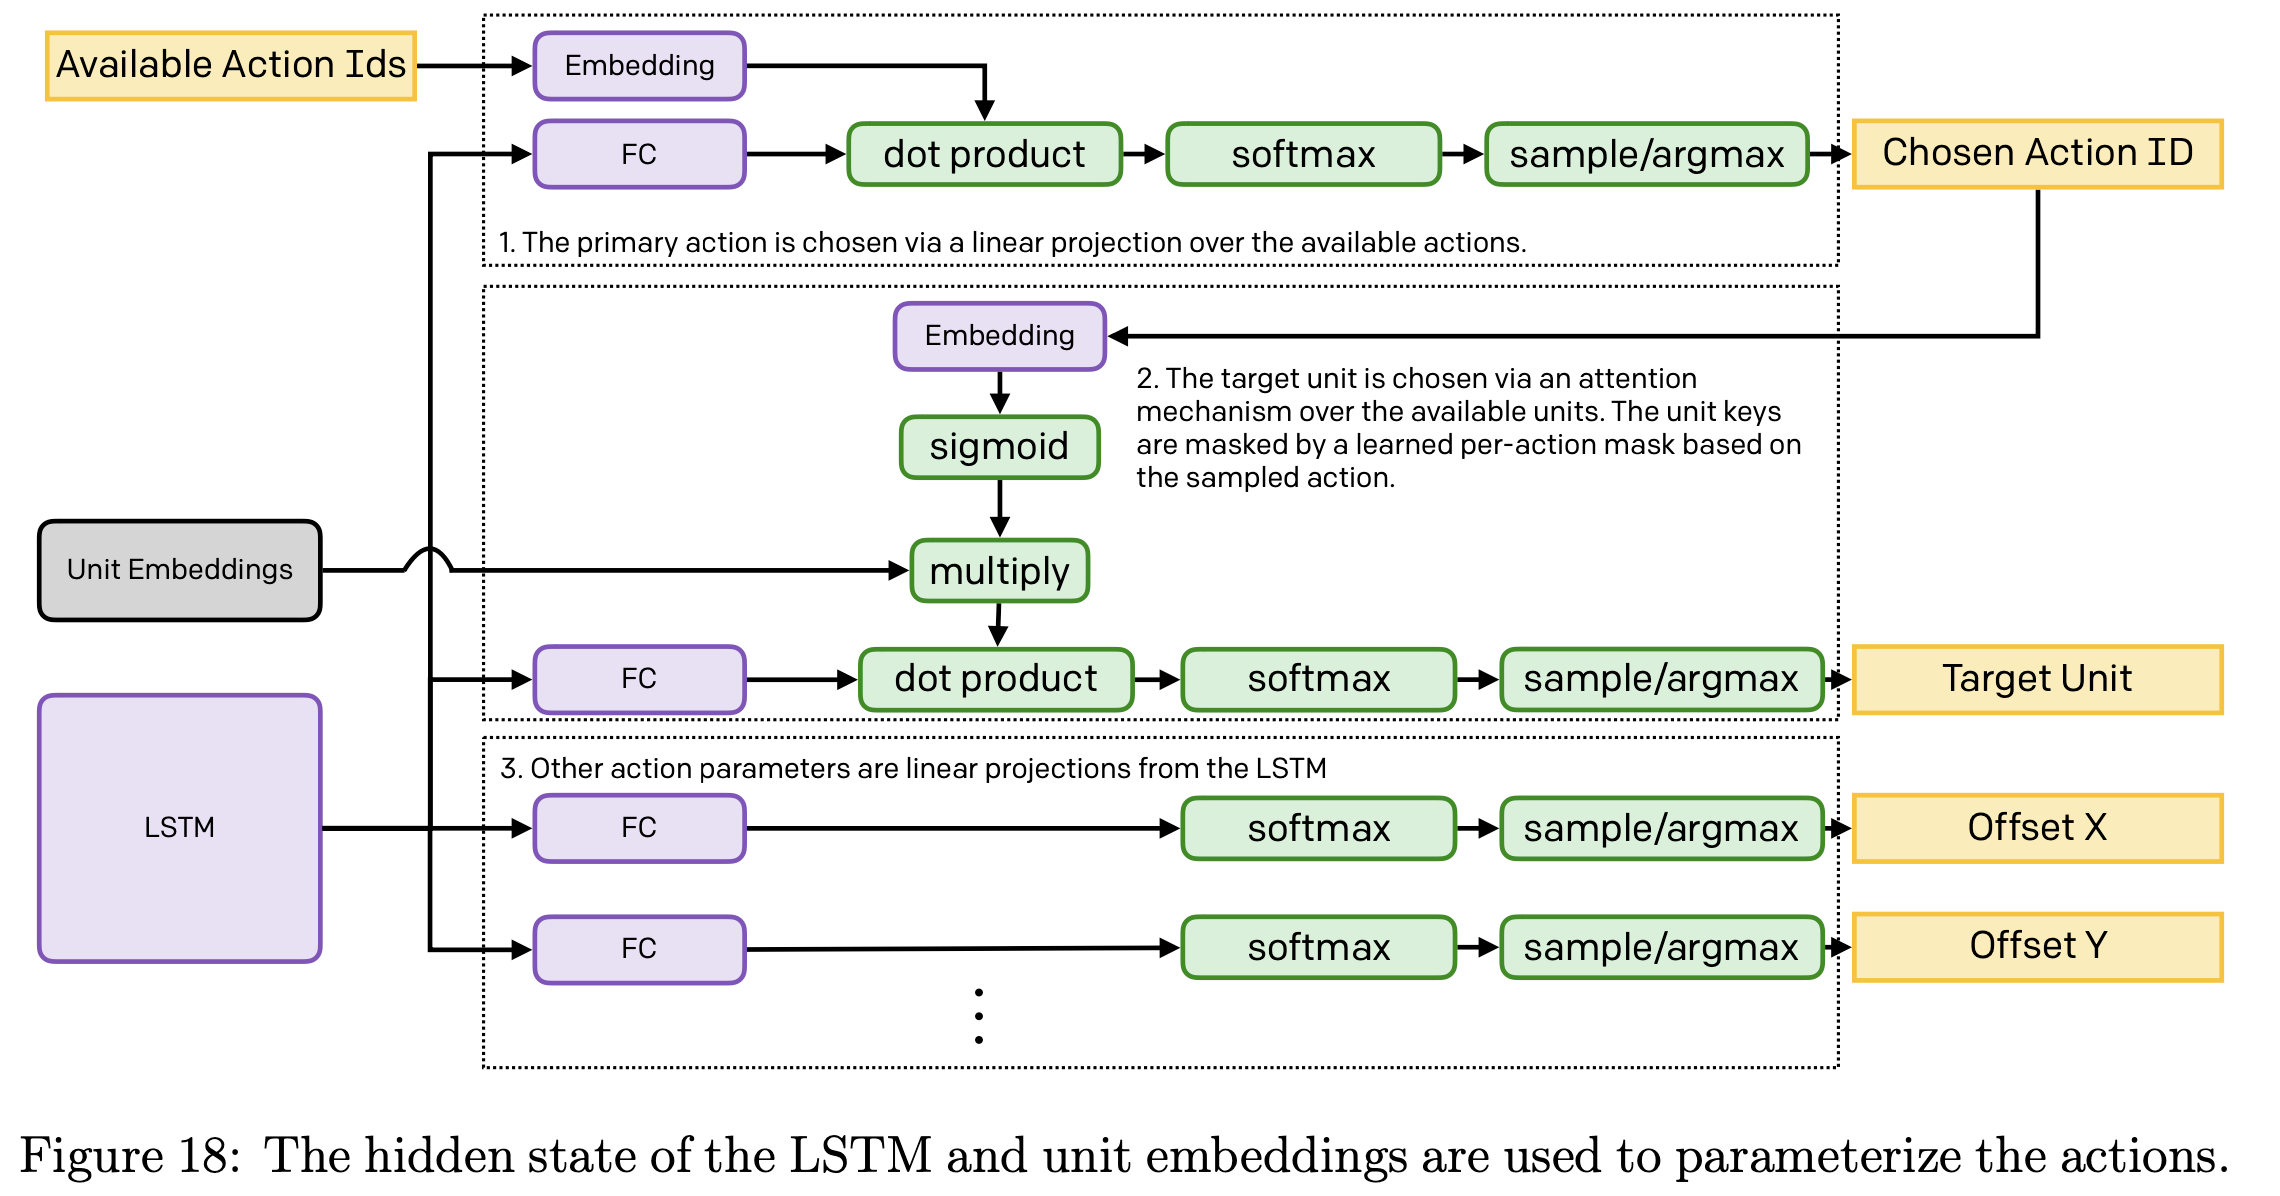 Available Action Ids
Embedding
FC
dot product
softmax
sample/argmax
Chosen Action ID
1. The primary action is chosen via a linear projection over the available actions.
Embedding
2. The target unit is chosen via an attention
mechanism over the available units. The unit keys
are masked by a learned per-action mask based on
the sampled action.
sigmoid
Unit Embeddings
multiply
FC
dot product
softmax
sample/argmax
Target Unit
3. Other action parameters are linear projections from the LSTM
LSTM
FC
softmax
sample/argmax
Offset X
FC
softmax
sample/argmax
Offset Y
Figure 18: The hidden state of the LSTM and unit embeddings are used to parameterize the actions.